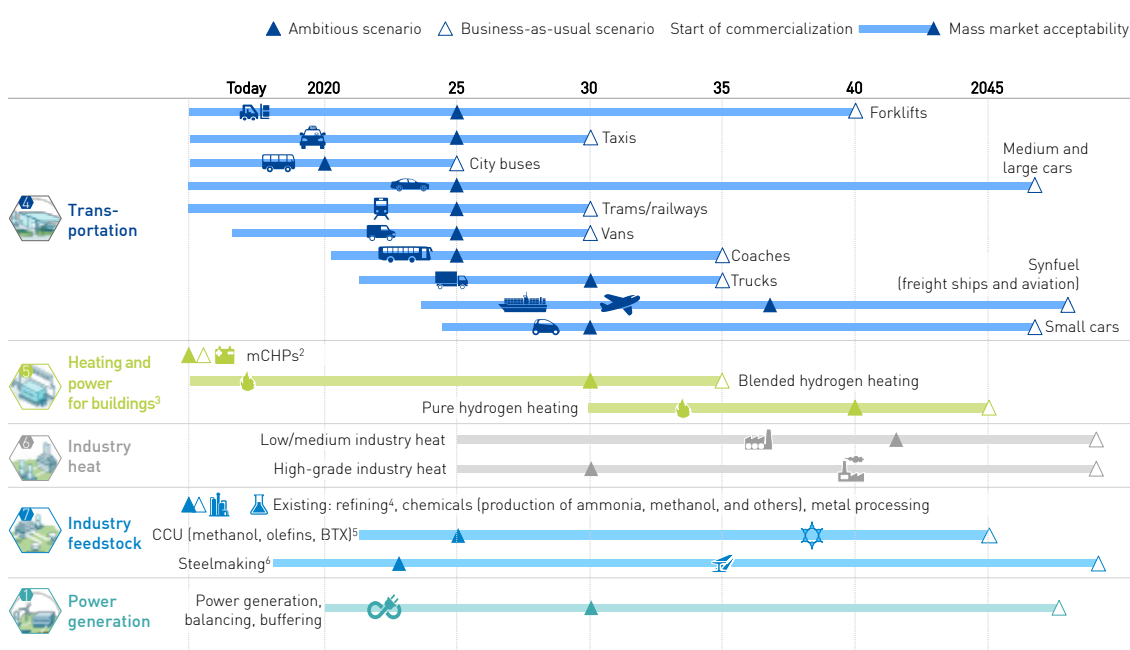 Ambitious scenario Business-as-usual scenario Start of commercialization Mass market acceptability
Today 2020 25 30 35 40 2045
Forklifts
Taxis
Medium and
large cars
City buses
4
Trans-
portation
Trams/railways
Vans
Coaches
Synfuel
(freight ships and aviation)
Trucks
Small cars
5
Heating and
power
for buildings³
mCHPs²
Blended hydrogen heating
Pure hydrogen heating
6
Industry
heat
Low/medium industry heat
High-grade industry heat
7
Industry
feedstock
Existing: refining⁴, chemicals (production of ammonia, methanol, and others), metal processing
CCU (methanol, olefins, BTX)⁵
Steelmaking⁶
1
Power
generation
Power generation,
balancing, buffering